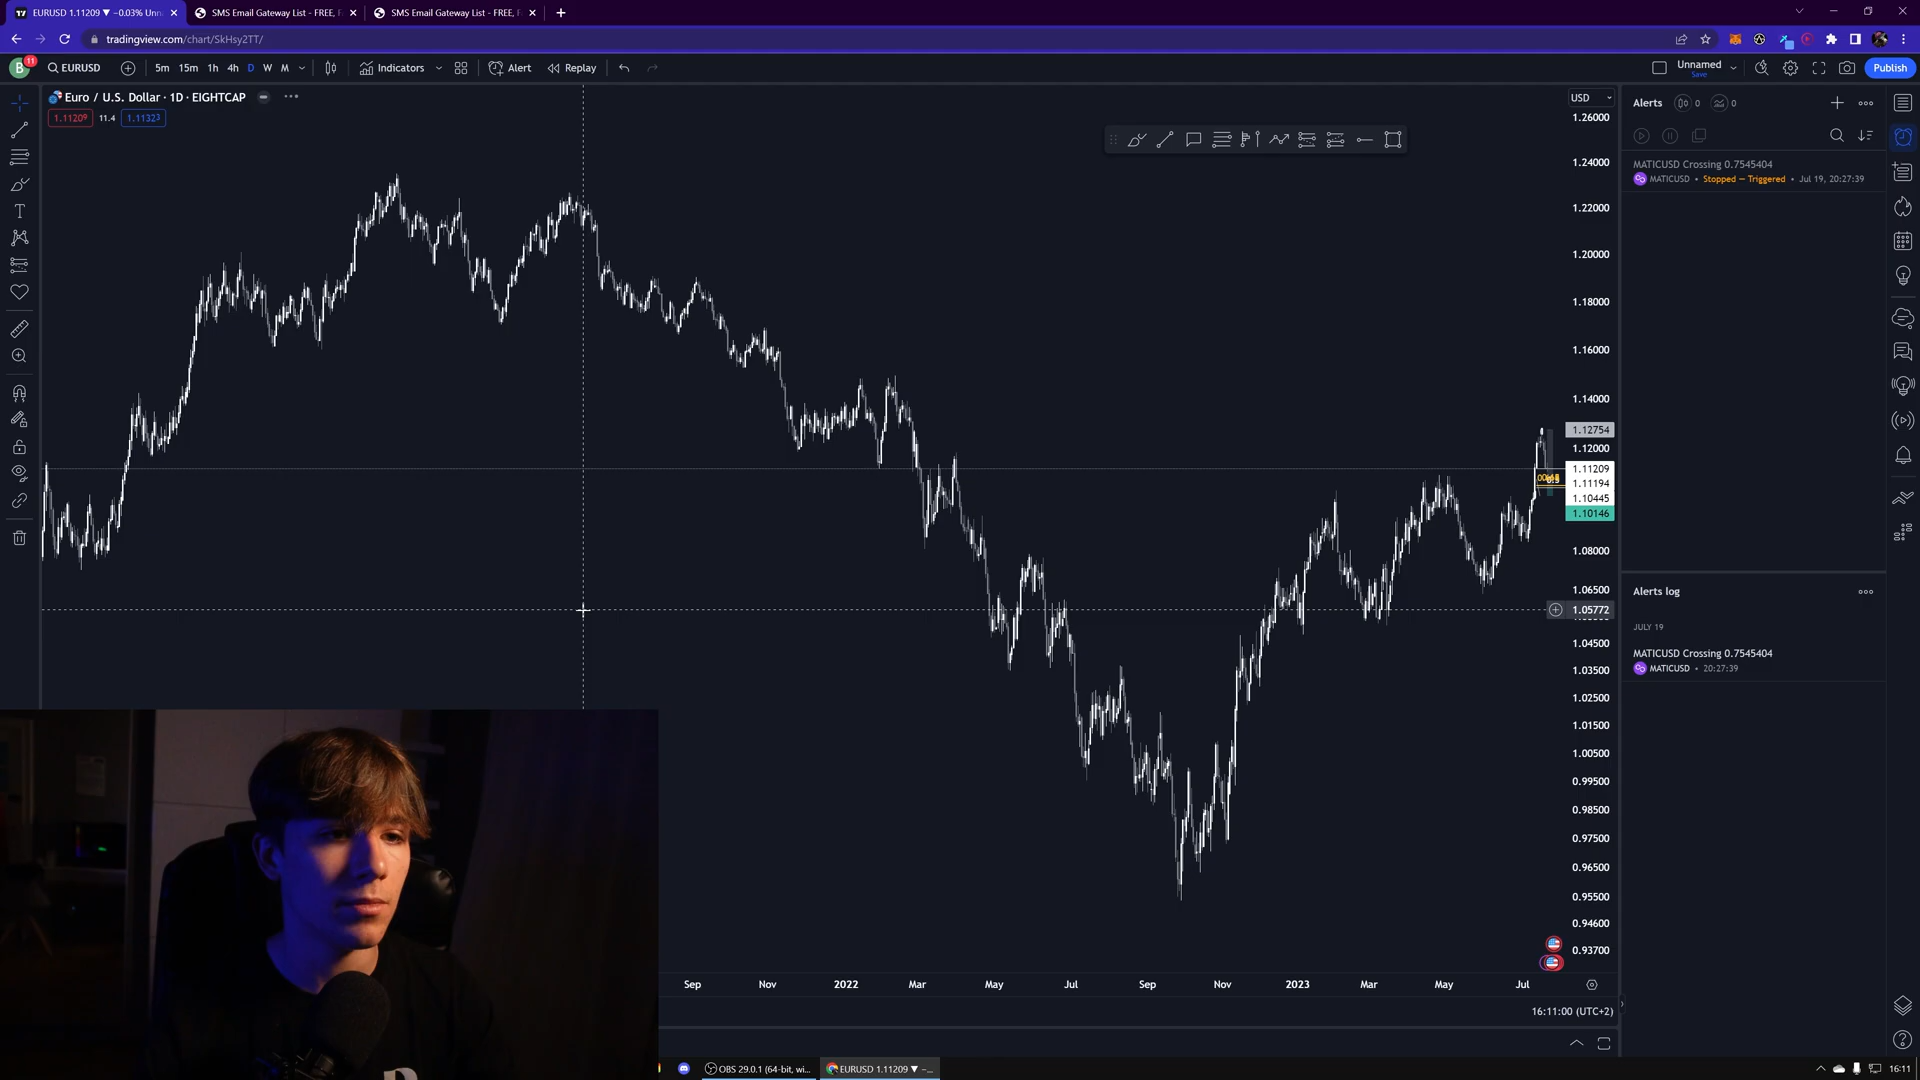 EURUSD 1.11209 ▼ −0.03% Unn
SMS Email Gateway List - FREE, F
SMS Email Gateway List - FREE, F
tradingview.com/chart/SkHsy2TT/
B
11
EURUSD
5m
15m
1h
4h
D
W
M
Indicators
Alert
Replay
Unnamed
Save
Publish
Euro / U.S. Dollar · 1D · EIGHTCAP
1.11209
11.4
1.11323
USD
1.26000
1.24000
1.22000
1.20000
1.18000
1.16000
1.14000
1.12754
1.12000
1.11209
1.11194
1.10445
1.10146
1.08000
1.06500
1.05772
1.04500
1.03500
1.02500
1.01500
1.00500
0.99500
0.98500
0.97500
0.96500
0.95500
0.94600
0.93700
Sep
Nov
2022
Mar
May
Jul
Sep
Nov
2023
Mar
May
Jul
16:11:00 (UTC+2)
Alerts
0
0
MATICUSD Crossing 0.7545404
MATICUSD • Stopped — Triggered • Jul 19, 20:27:39
Alerts log
JULY 19
MATICUSD Crossing 0.7545404
MATICUSD • 20:27:39
OBS 29.0.1 (64-bit, wi...
EURUSD 1.11209 ▼ −...
16:11